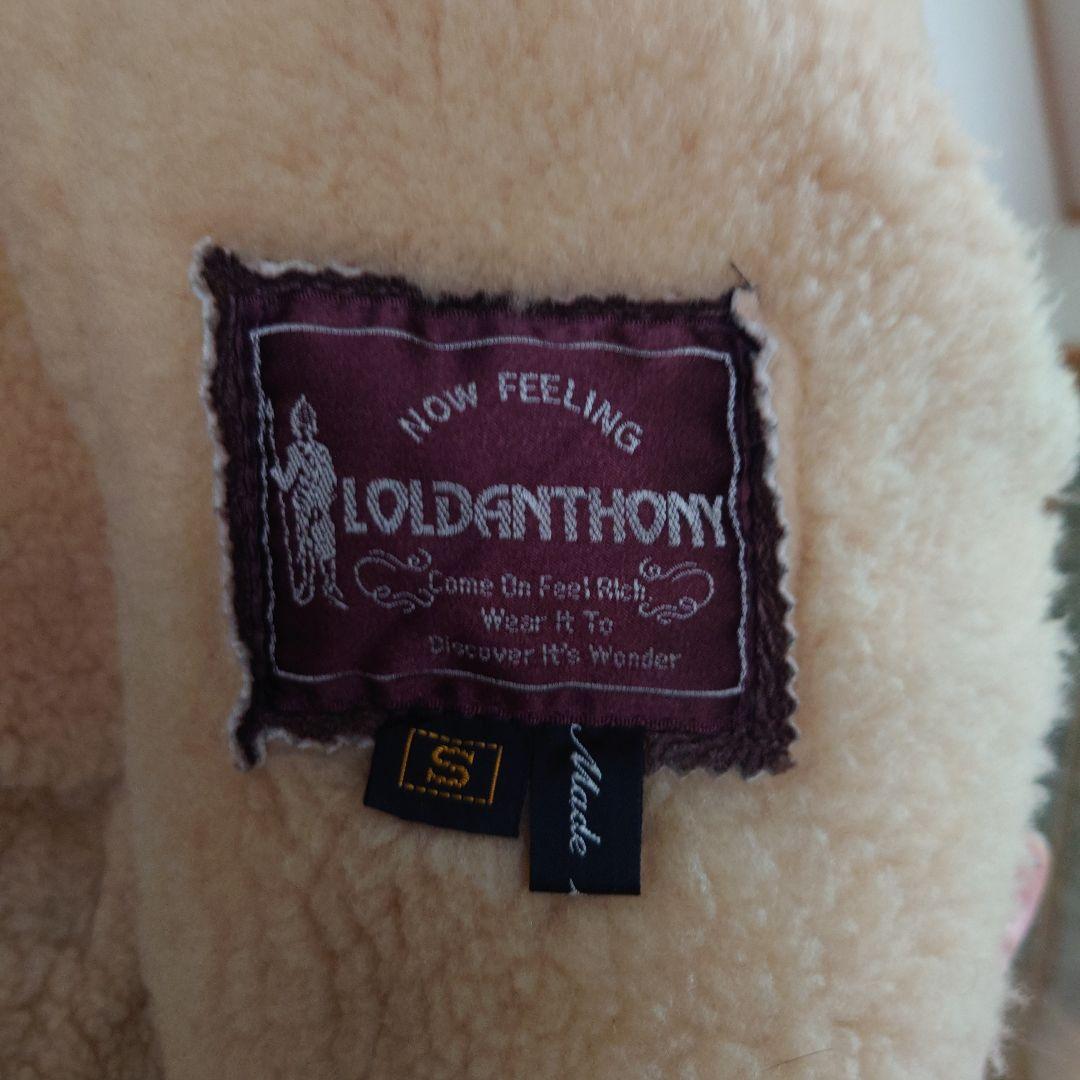 NOW FEELING
LOLDANTHONY
Come On Feel Rich.
Wear It To
Discover It's Wonder
S
Made